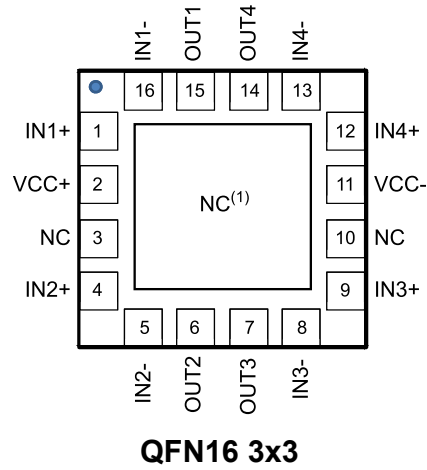 IN1- OUT1 OUT4 IN4-
16 15 14 13
IN1+ 1 12 IN4+
VCC+ 2 11 VCC-
NC(1)
NC 3 10 NC
IN2+ 4 9 IN3+
5 6 7 8
IN2- OUT2 OUT3 IN3-
QFN16 3x3